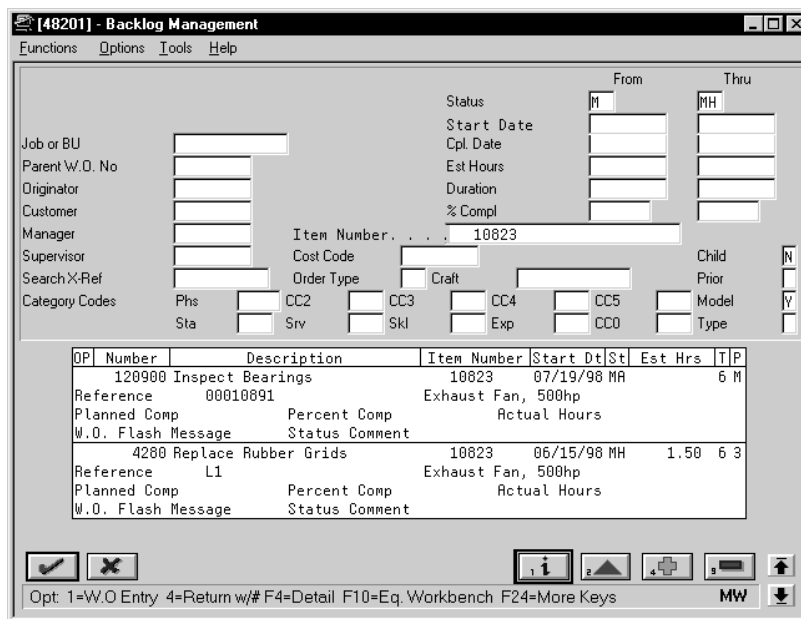 [48201] - Backlog Management
Functions Options Tools Help
From Thru
Status M MH
Start Date
Job or BU Cpl. Date
Parent W.O. No Est Hours
Originator Duration
Customer % Compl
Manager Item Number. . . . 10823
Supervisor Cost Code Child N
Search X-Ref Order Type Craft Prior
Category Codes Phs CC2 CC3 CC4 CC5 Model Y
Sta Srv Skl Exp CC0 Type
OP Number Description Item Number Start Dt St Est Hrs T P
120900 Inspect Bearings 10823 07/19/98 MA 6 M
Reference 00010891 Exhaust Fan, 500hp
Planned Comp Percent Comp Actual Hours
W.O. Flash Message Status Comment
4280 Replace Rubber Grids 10823 06/15/98 MH 1.50 6 3
Reference L1 Exhaust Fan, 500hp
Planned Comp Percent Comp Actual Hours
W.O. Flash Message Status Comment
1 i 2 4 9
Opt: 1=W.O Entry 4=Return w/# F4=Detail F10=Eq. Workbench F24=More Keys MW